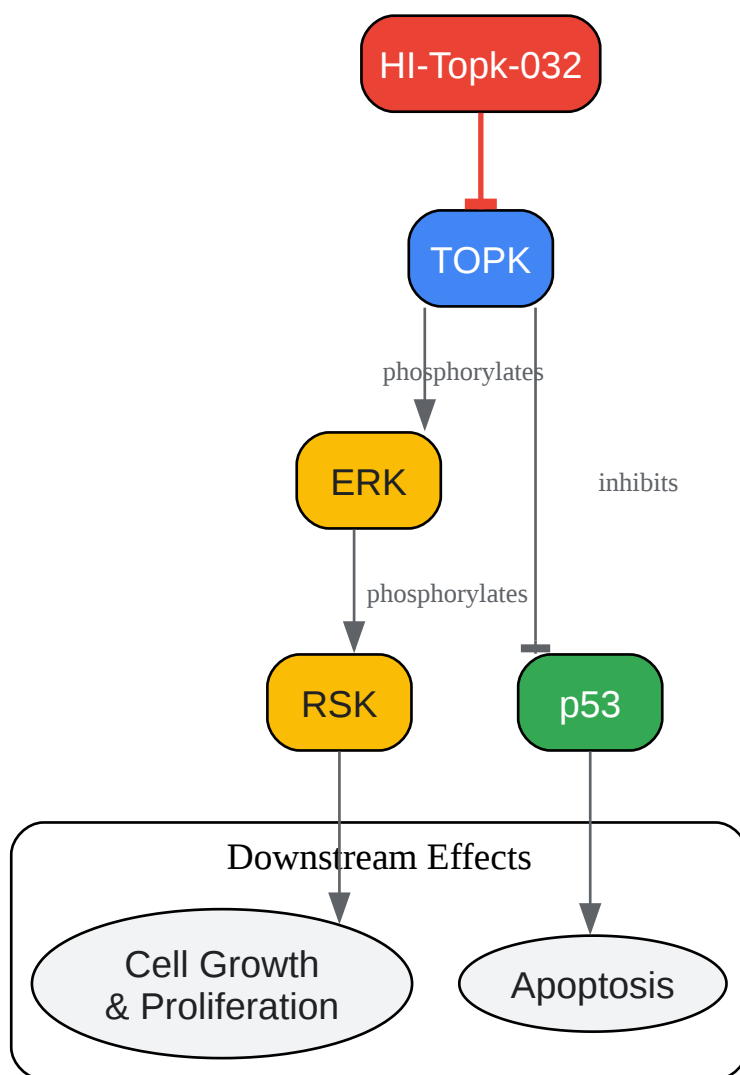 HI-Topk-032
TOPK
phosphorylates
ERK
inhibits
phosphorylates
RSK
p53
Downstream Effects
Cell Growth
& Proliferation
Apoptosis